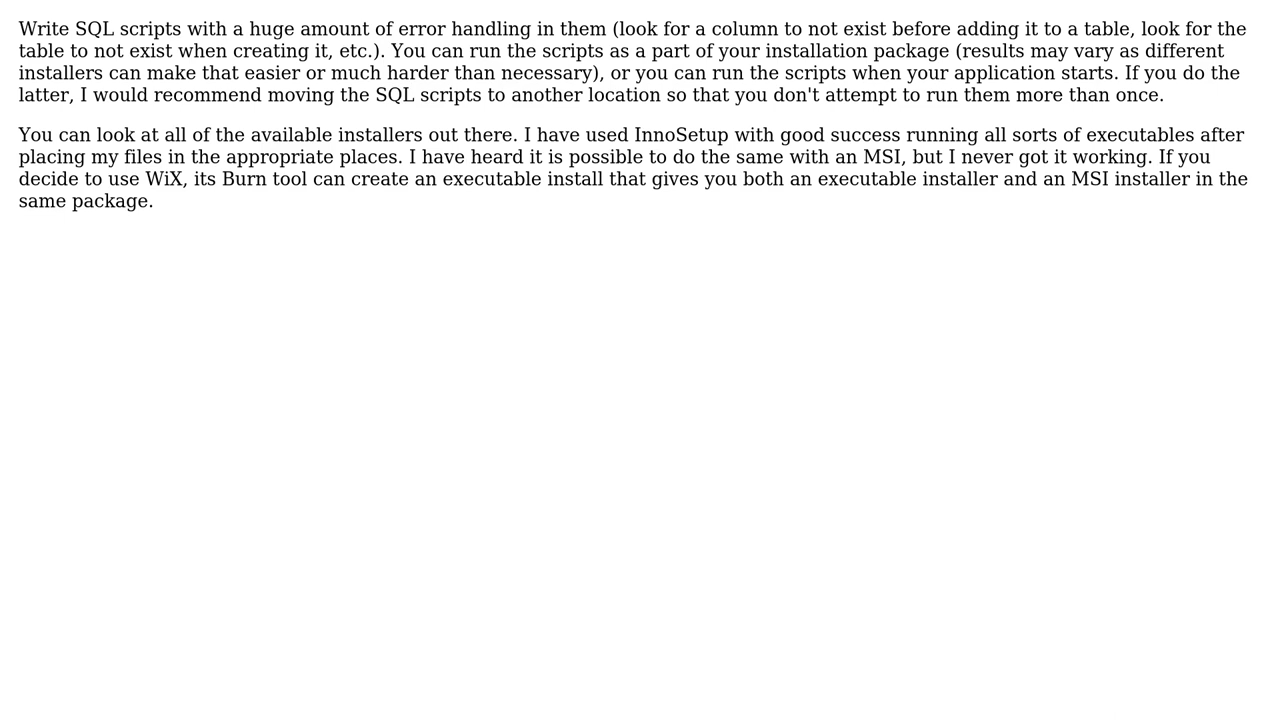 Write SQL scripts with a huge amount of error handling in them (look for a column to not exist before adding it to a table, look for the
table to not exist when creating it, etc.). You can run the scripts as a part of your installation package (results may vary as different
installers can make that easier or much harder than necessary), or you can run the scripts when your application starts. If you do the
latter, I would recommend moving the SQL scripts to another location so that you don't attempt to run them more than once.
You can look at all of the available installers out there. I have used InnoSetup with good success running all sorts of executables after
placing my files in the appropriate places. I have heard it is possible to do the same with an MSI, but I never got it working. If you
decide to use WiX, its Burn tool can create an executable install that gives you both an executable installer and an MSI installer in the
same package.